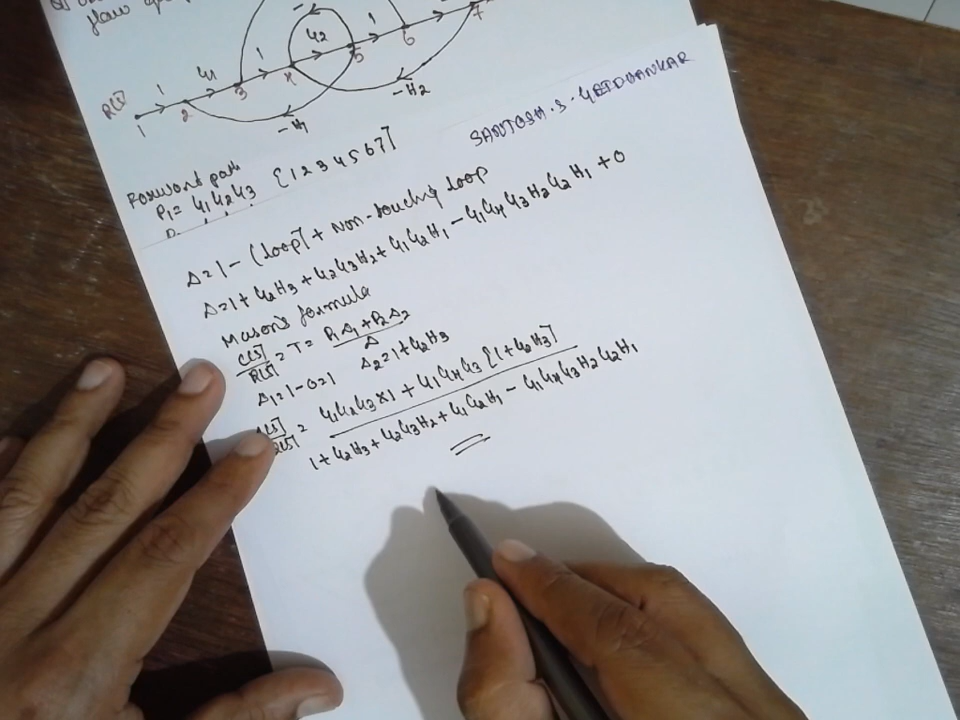 flow
1 G1 1 G2 1
R(s)
1 2 3 4 5 6 7
-H1 -H2
SANTOSH.S.
Forward path
P1 = G1G2G3 {1 2 3 4 5 6 7}
Δ = 1 - [loop] + Non-touching loop
Δ = 1 + G2H3 + G2G3H2 + G1G2H1 - G1G4G3H2G2H1 + 0
Mason's formula
C(s)/R(s) = T = P1Δ1 + P2Δ2 / Δ
Δ1 = 1 - 0 = 1 Δ2 = 1 + G2H3
C(s)/R(s) = G1G2G3×1 + G1G4G3 [1 + G2H3]
1 + G2H3 + G2G3H2 + G1G2H1 - G1G4G3H2G2H1